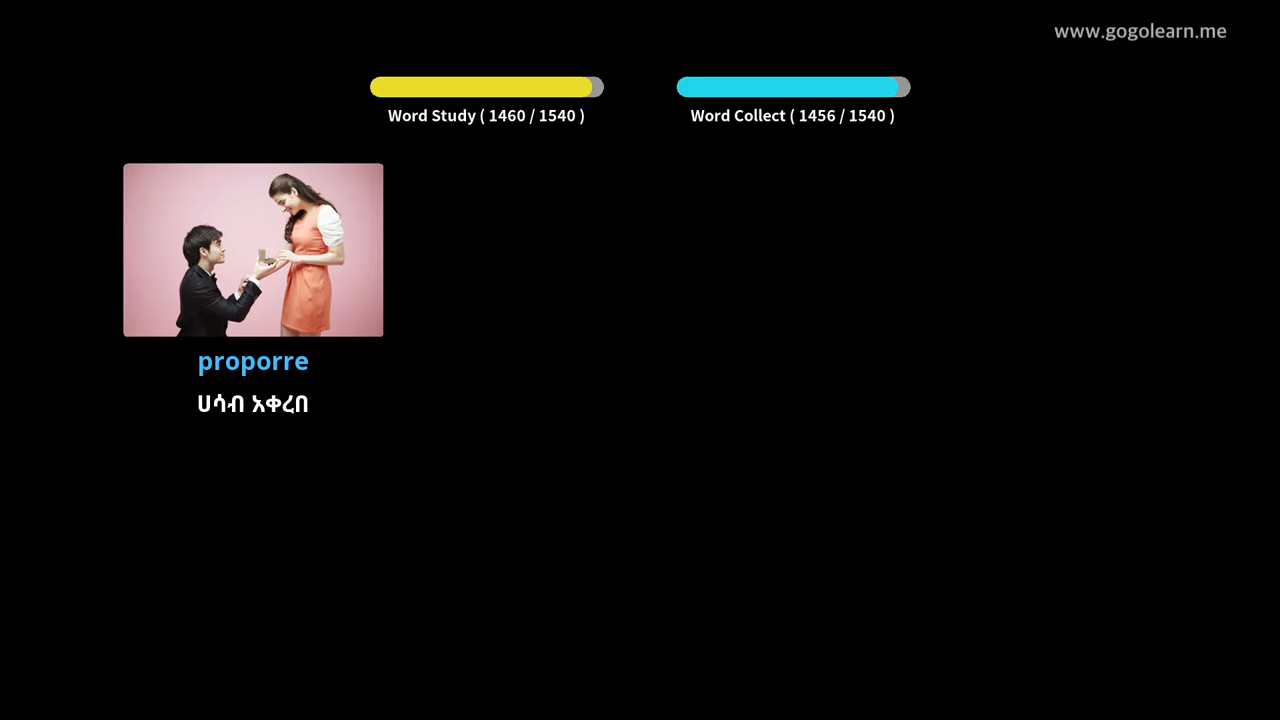 www.gogolearn.me
Word Study ( 1460 / 1540 )
Word Collect ( 1456 / 1540 )
proporre
ሀሳብ አቀረበ